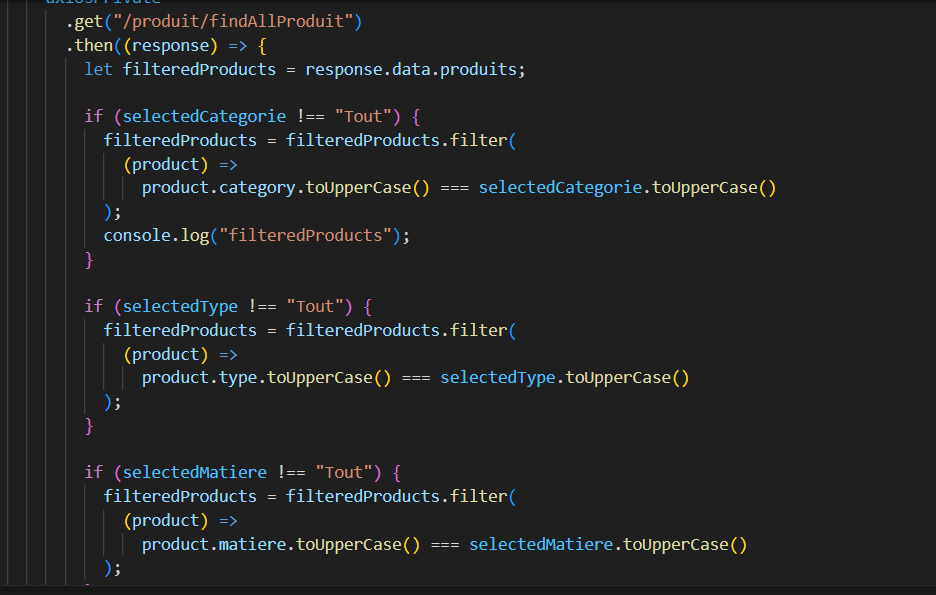 axiosPrivate
.get("/produit/findAllProduit")
.then((response) => {
let filteredProducts = response.data.produits;
if (selectedCategorie !== "Tout") {
filteredProducts = filteredProducts.filter(
(product) =>
product.category.toUpperCase() === selectedCategorie.toUpperCase()
);
console.log("filteredProducts");
}
if (selectedType !== "Tout") {
filteredProducts = filteredProducts.filter(
(product) =>
product.type.toUpperCase() === selectedType.toUpperCase()
);
}
if (selectedMatiere !== "Tout") {
filteredProducts = filteredProducts.filter(
(product) =>
product.matiere.toUpperCase() === selectedMatiere.toUpperCase()
);